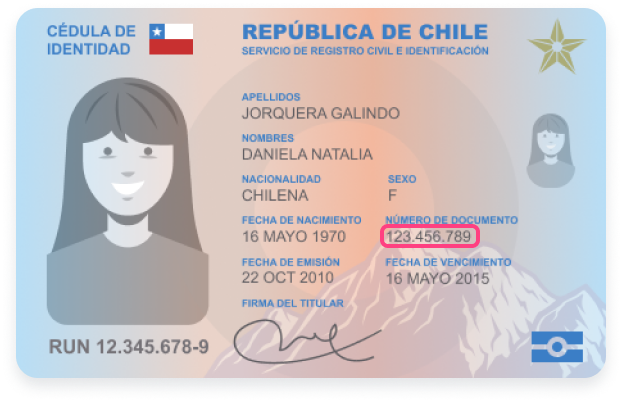 CÉDULA DE
IDENTIDAD
REPÚBLICA DE CHILE
SERVICIO DE REGISTRO CIVIL E IDENTIFICACIÓN
APELLIDOS
JORQUERA GALINDO
NOMBRES
DANIELA NATALIA
NACIONALIDAD SEXO
CHILENA F
FECHA DE NACIMIENTO NÚMERO DE DOCUMENTO
16 MAYO 1970 123.456.789
FECHA DE EMISIÓN FECHA DE VENCIMIENTO
22 OCT 2010 16 MAYO 2015
FIRMA DEL TITULAR
RUN 12.345.678-9